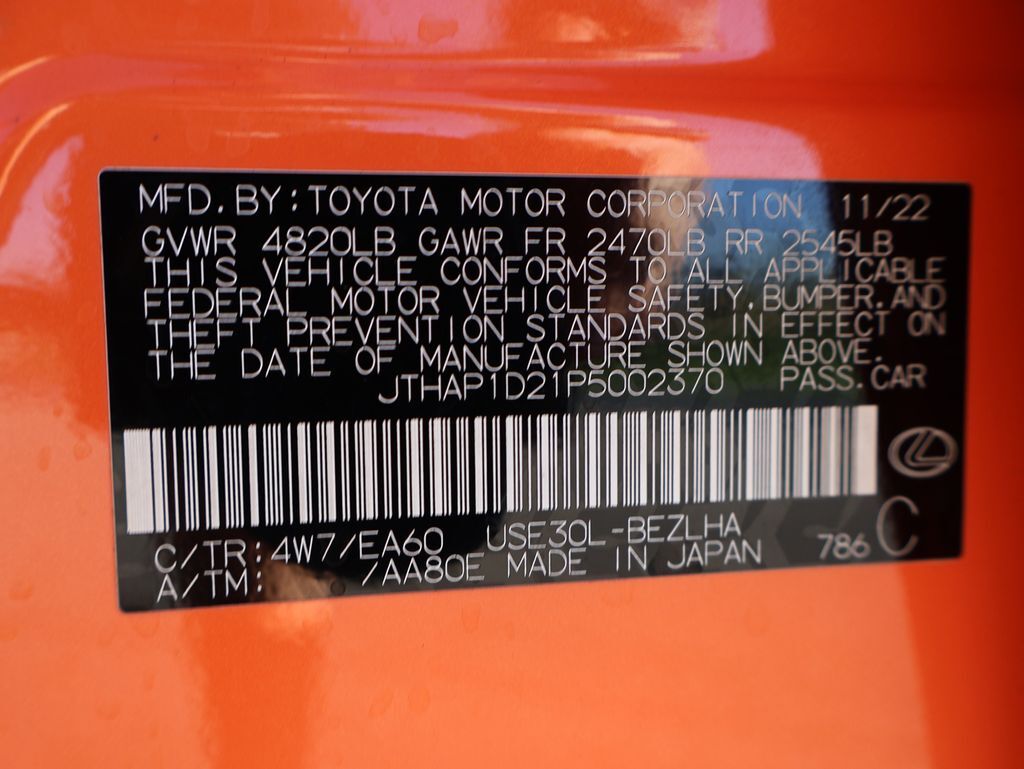 MFD. BY: TOYOTA MOTOR CORPORATION 11/22
GVWR 4820LB GAWR FR 2470LB RR 2545LB
THIS VEHICLE CONFORMS TO ALL APPLICABLE
FEDERAL MOTOR VEHICLE SAFETY, BUMPER, AND
THEFT PREVENTION STANDARDS IN EFFECT ON
THE DATE OF MANUFACTURE SHOWN ABOVE.
JTHAP1D21P5002370 PASS. CAR
C/TR: 4W7/EA60 USE30L-BEZLHA
A/TM: /AA80E MADE IN JAPAN 786 C